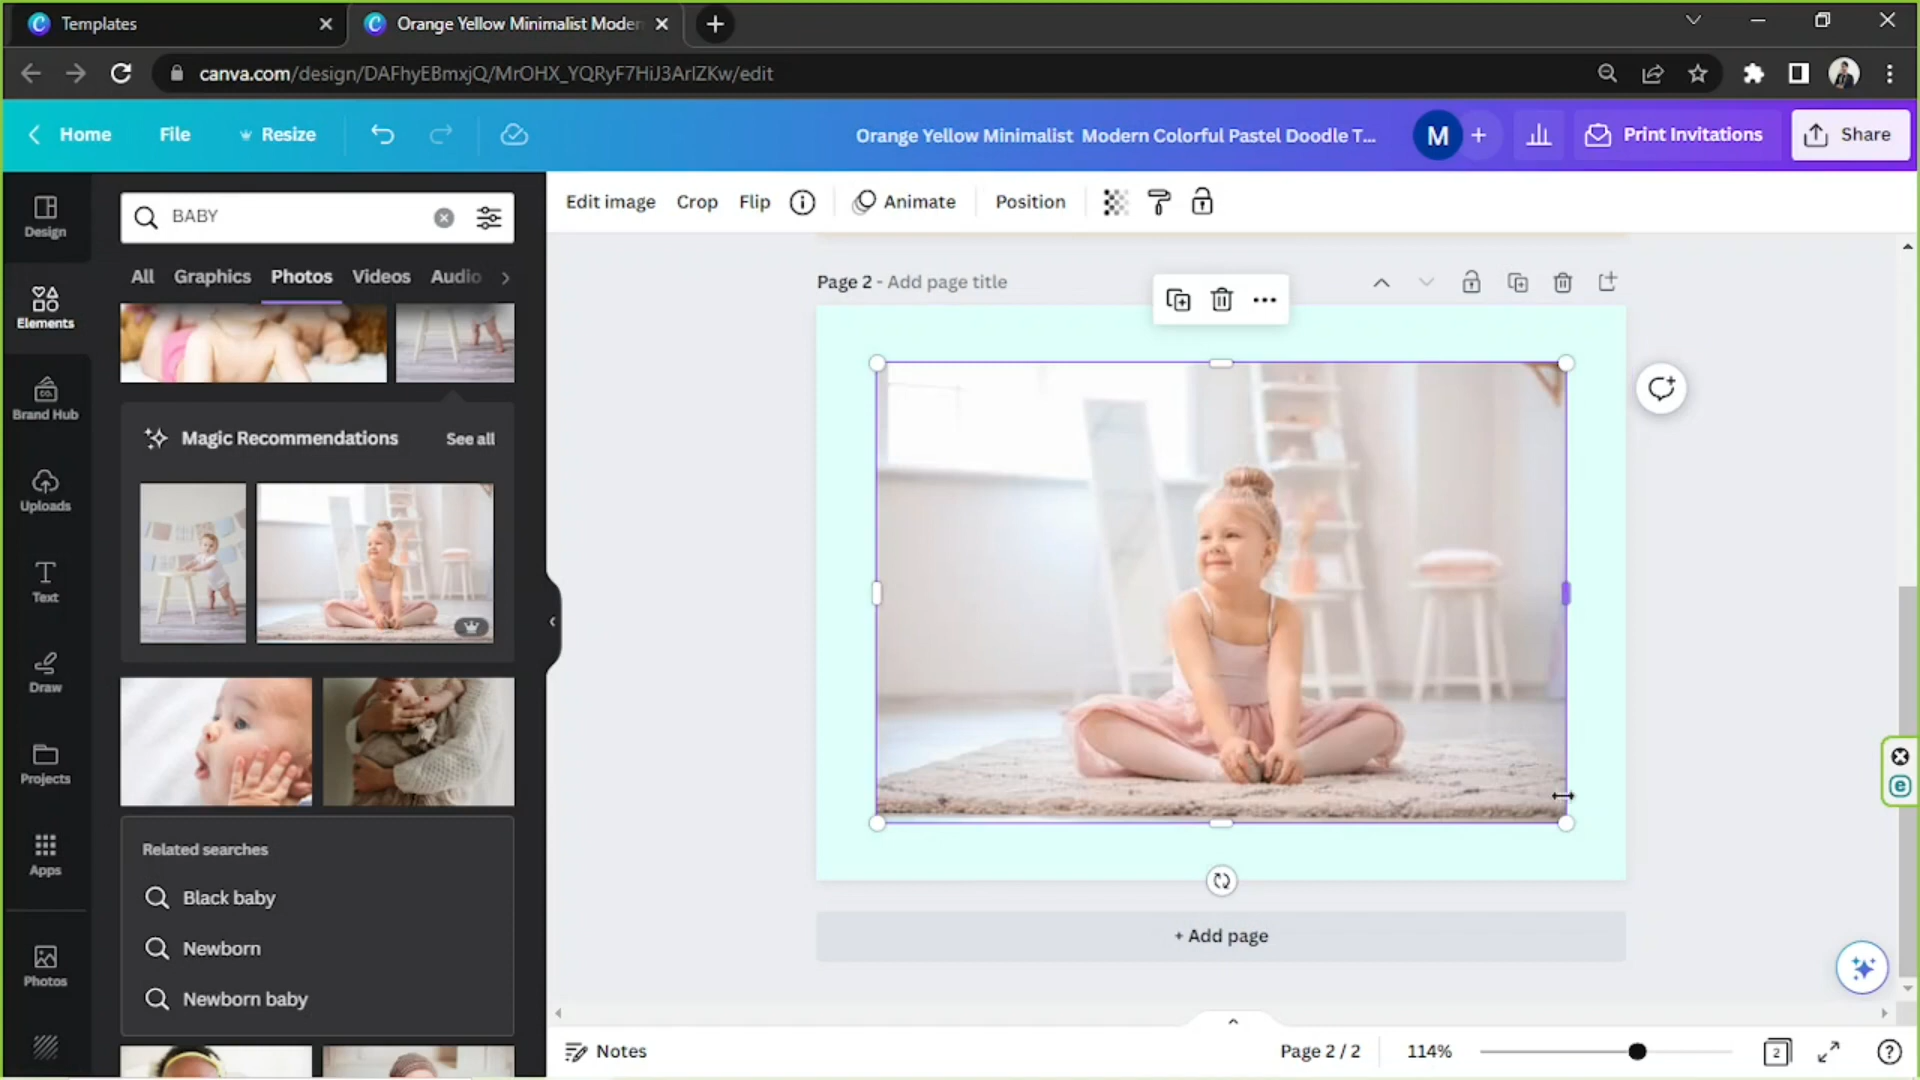 Templates
Orange Yellow Minimalist Moder
canva.com/design/DAFhyEBmxjQ/MrOHX_YQRyF7HiJ3ArlZKw/edit
Home
File
Resize
Orange Yellow Minimalist Modern Colorful Pastel Doodle T...
M
+
Print Invitations
Share
Design
Elements
Brand Hub
Uploads
Text
Draw
Projects
Apps
Photos
BABY
All
Graphics
Photos
Videos
Audio
Magic Recommendations
See all
Related searches
Black baby
Newborn
Newborn baby
Edit image
Crop
Flip
Animate
Position
Page 2 - Add page title
+ Add page
Notes
Page 2 / 2
114%
2